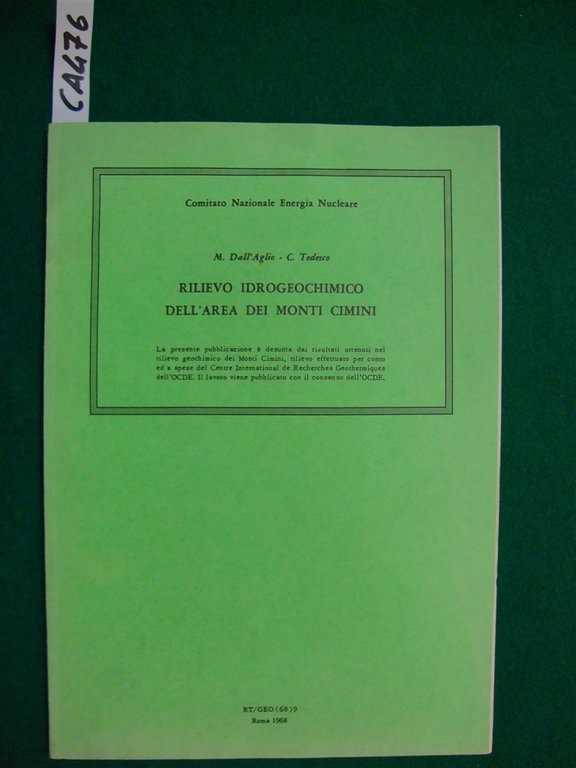 CA476
Comitato Nazionale Energia Nucleare
M. Dall'Aglio - C. Tedesco
RILIEVO IDROGEOCHIMICO
DELL'AREA DEI MONTI CIMINI
La presente pubblicazione è desunta dai risultati ottenuti nel
rilievo geochimico dei Monti Cimini, rilievo effettuato per conto
ed a spese del Centre International de Recherches Geothermiques
dell'OCDE. Il lavoro viene pubblicato con il consenso dell'OCDE.
RT/GEO(68)9
Roma 1968